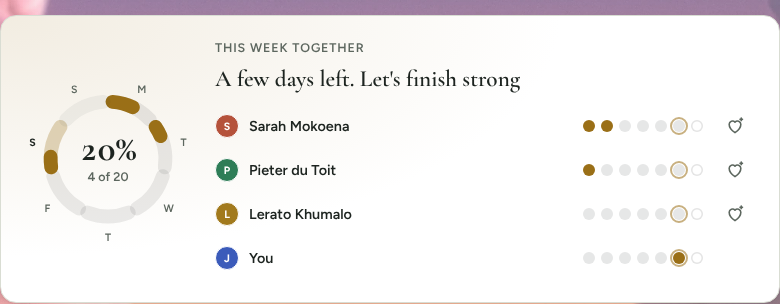 THIS WEEK TOGETHER
A few days left. Let's finish strong
S
M
S
T
F
W
T
20%
4 of 20
S Sarah Mokoena
P Pieter du Toit
L Lerato Khumalo
J You